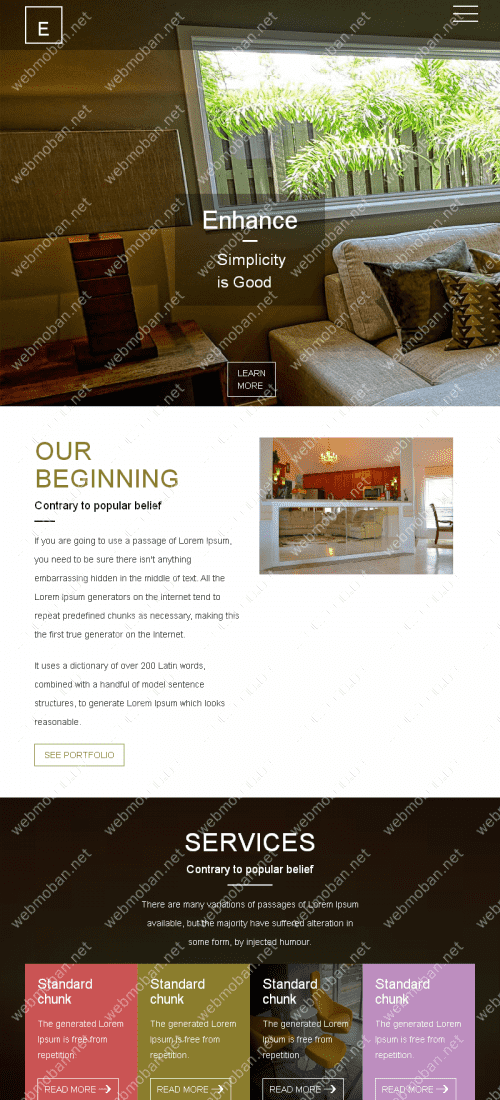 E
Enhance
Simplicity
is Good
LEARN
MORE
OUR
BEGINNING
Contrary to popular belief
If you are going to use a passage of Lorem Ipsum,
you need to be sure there isn't anything
embarrassing hidden in the middle of text. All the
Lorem Ipsum generators on the Internet tend to
repeat predefined chunks as necessary, making this
the first true generator on the Internet.
It uses a dictionary of over 200 Latin words,
combined with a handful of model sentence
structures, to generate Lorem Ipsum which looks
reasonable.
SEE PORTFOLIO
SERVICES
Contrary to popular belief
There are many variations of passages of Lorem Ipsum
available, but the majority have suffered alteration in
some form, by injected humour.
Standard
chunk
The generated Lorem
Ipsum is free from
repetition.
READ MORE
Standard
chunk
The generated Lorem
Ipsum is free from
repetition.
READ MORE
Standard
chunk
The generated Lorem
Ipsum is free from
repetition.
READ MORE
Standard
chunk
The generated Lorem
Ipsum is free from
repetition.
READ MORE
webmoban.net